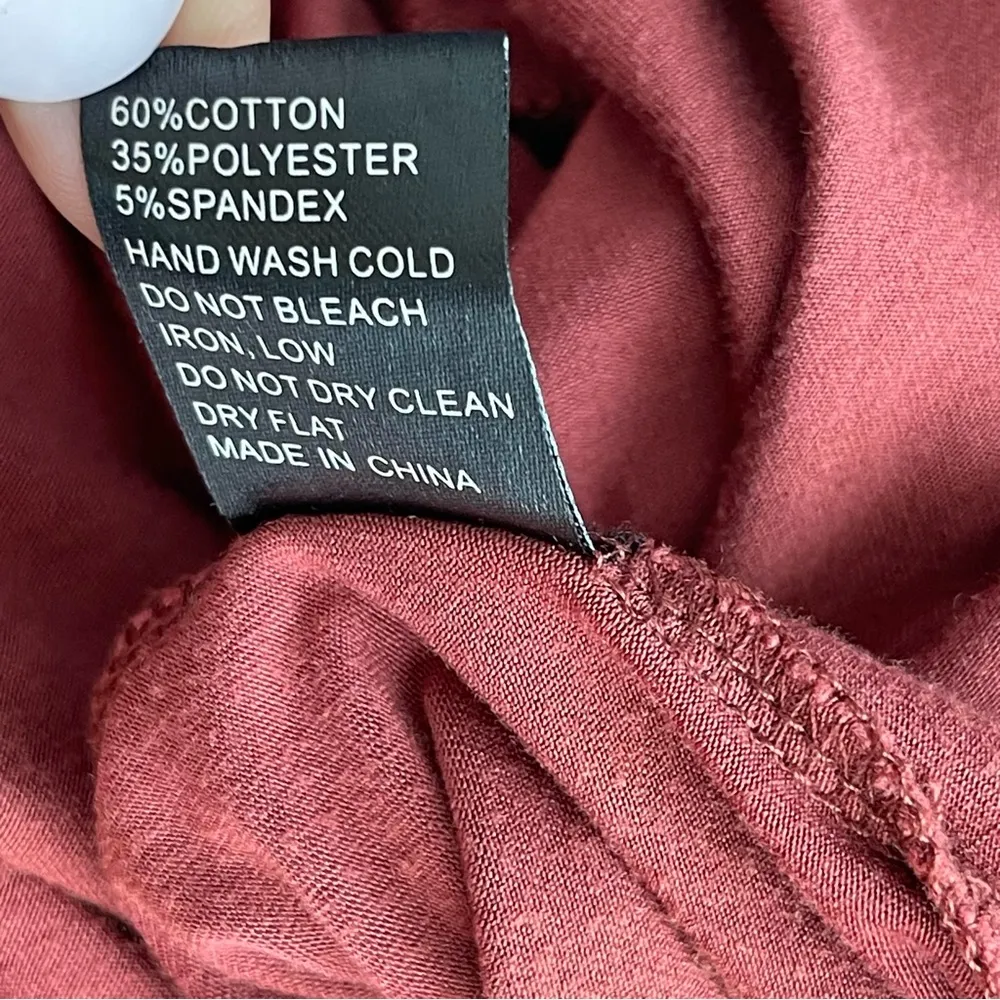 60%COTTON
35%POLYESTER
5%SPANDEX
HAND WASH COLD
DO NOT BLEACH
IRON, LOW
DO NOT DRY CLEAN
DRY FLAT
MADE IN CHINA